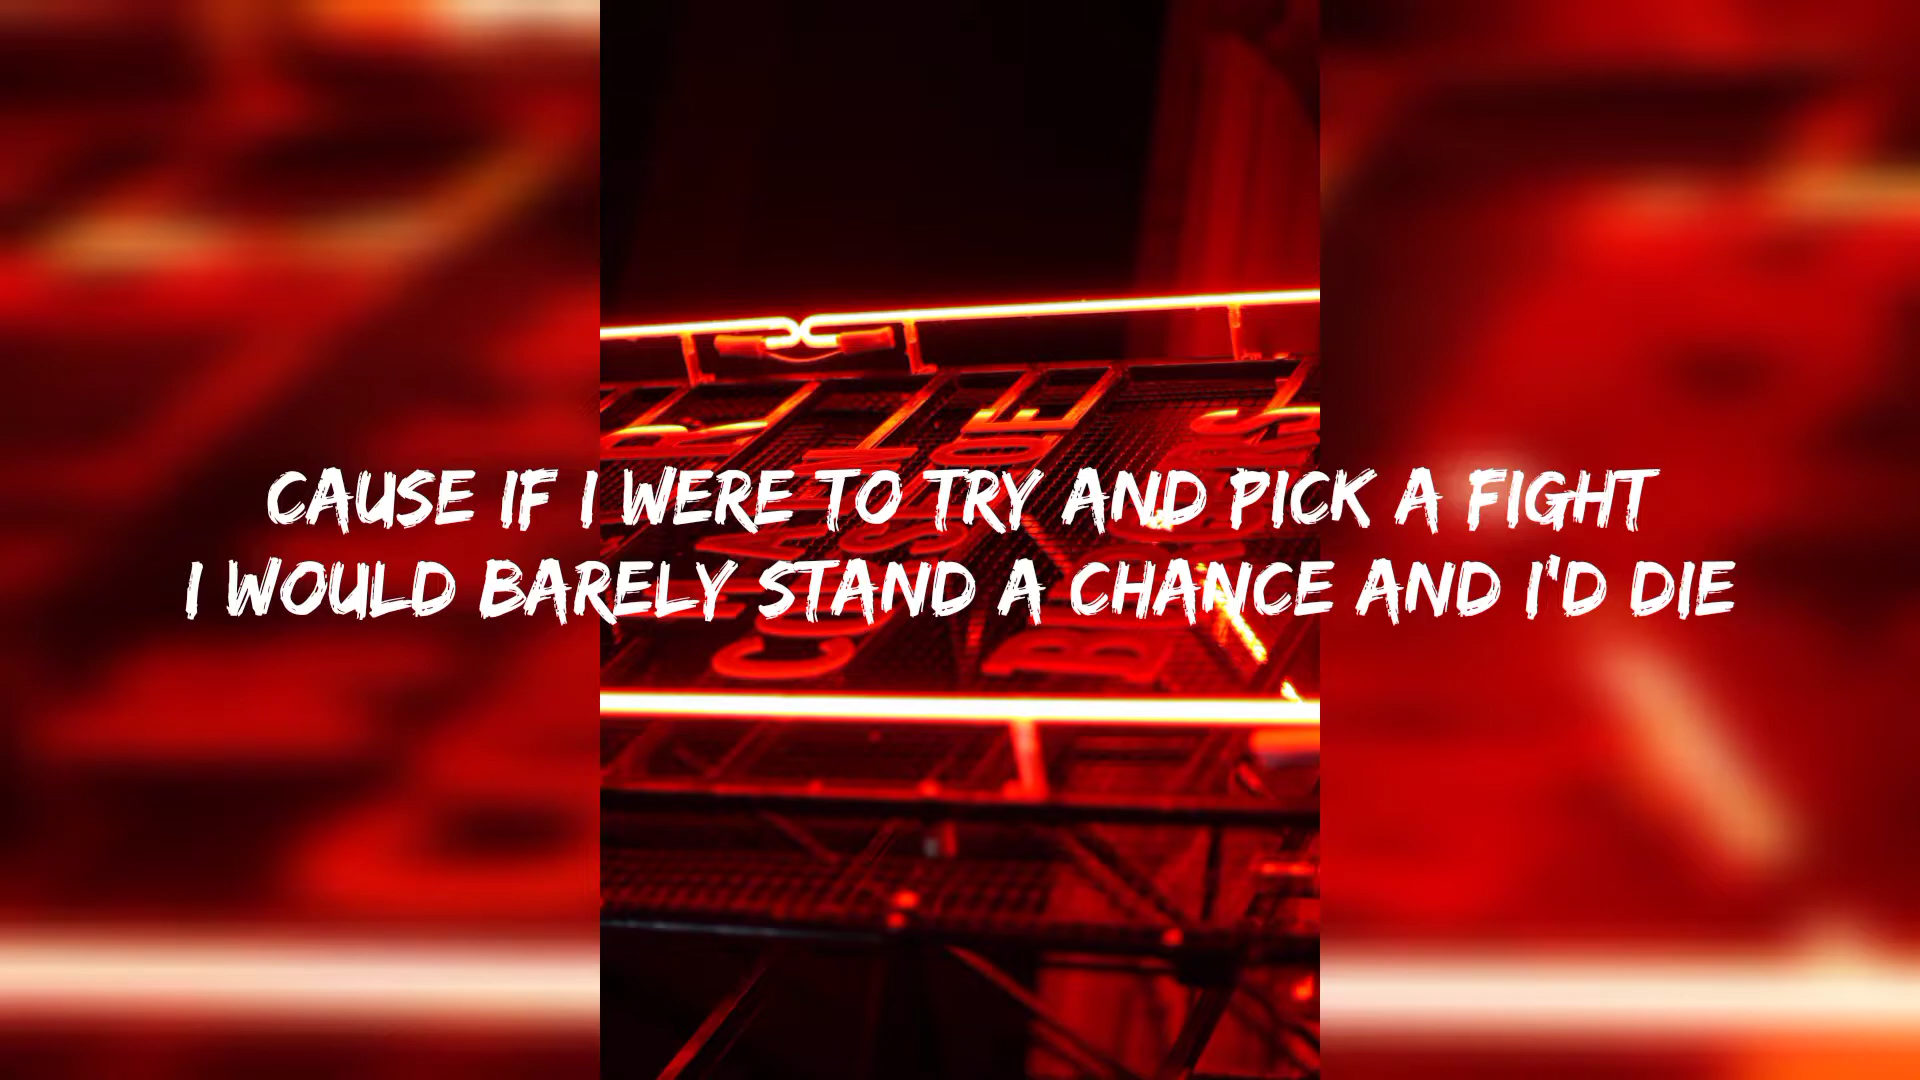 CAUSE IF I WERE TO TRY AND PICK A FIGHT
I WOULD BARELY STAND A CHANCE AND I'D DIE